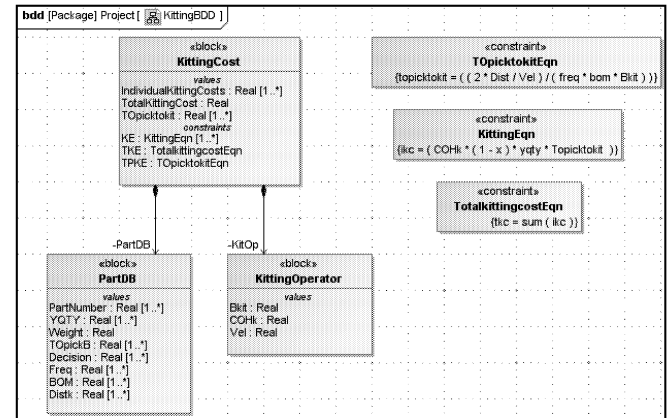 bdd [Package] Project [ KittingBDD ]
«block»
KittingCost
values
IndividualKittingCosts : Real [1..*]
TotalKittingCost : Real
TOpicktokit : Real [1..*]
constraints
KE : KittingEqn [1..*]
TKE : TotalkittingcostEqn
TPKE : TOpicktokitEqn
«constraint»
TOpicktokitEqn
{topicktokit = ( ( 2 * Dist / Vel ) / ( freq * bom * Bkit ) )}
«constraint»
KittingEqn
{ikc = ( COHk * ( 1 - x ) * yqty * Topicktokit )}
«constraint»
TotalkittingcostEqn
{tkc = sum ( ikc )}
-PartDB
-KitOp
«block»
PartDB
values
PartNumber : Real [1..*]
YQTY : Real [1..*]
Weight : Real
TOpickB : Real [1..*]
Decision : Real [1..*]
Freq : Real [1..*]
BOM : Real [1..*]
Distk : Real [1..*]
«block»
KittingOperator
values
Bkit : Real
COHk : Real
Vel : Real